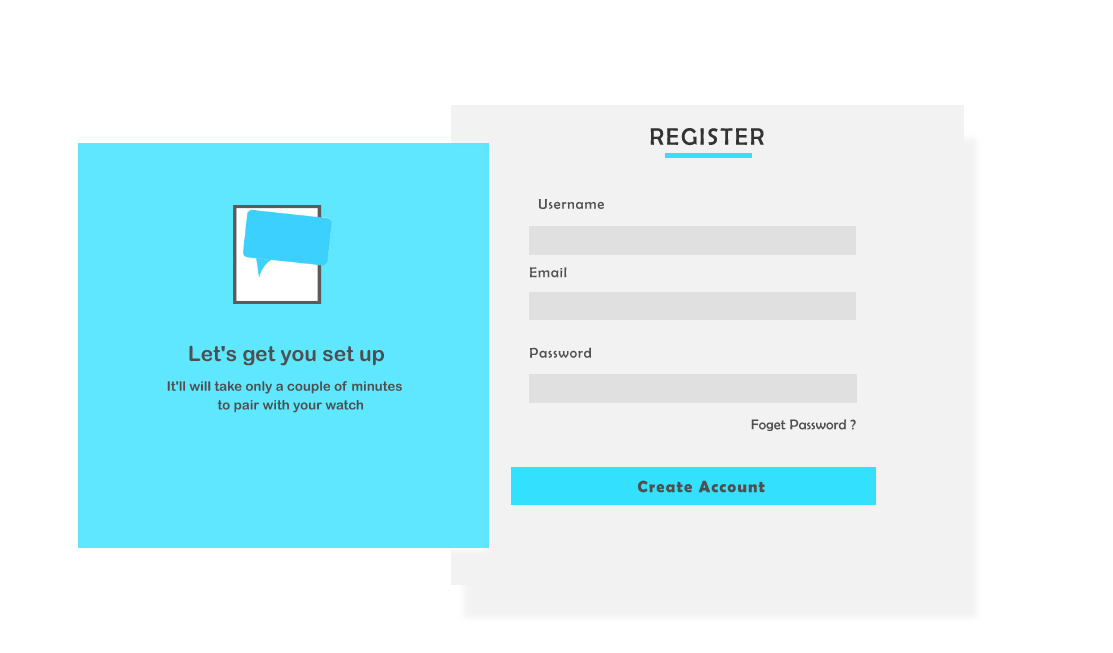 Let's get you set up
It'll will take only a couple of minutes
to pair with your watch
REGISTER
Username
Email
Password
Foget Password ?
Create Account